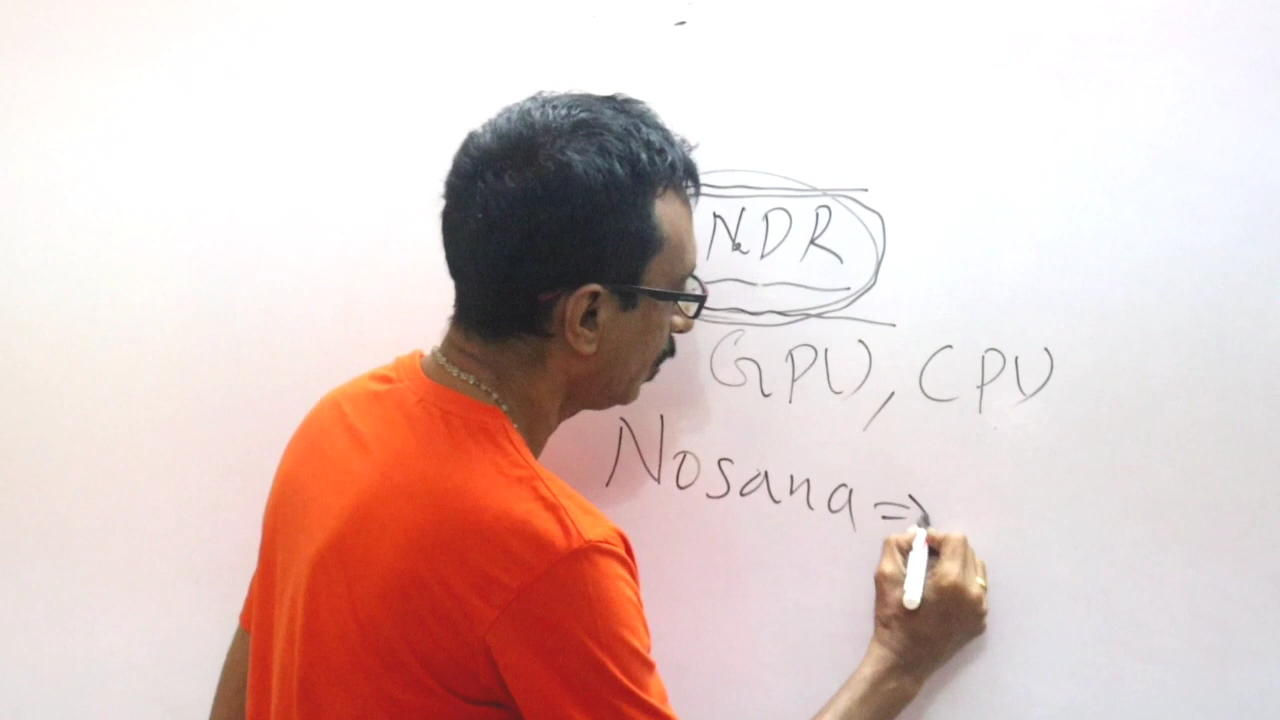 NDR
GPU, CPU
Nosana =>